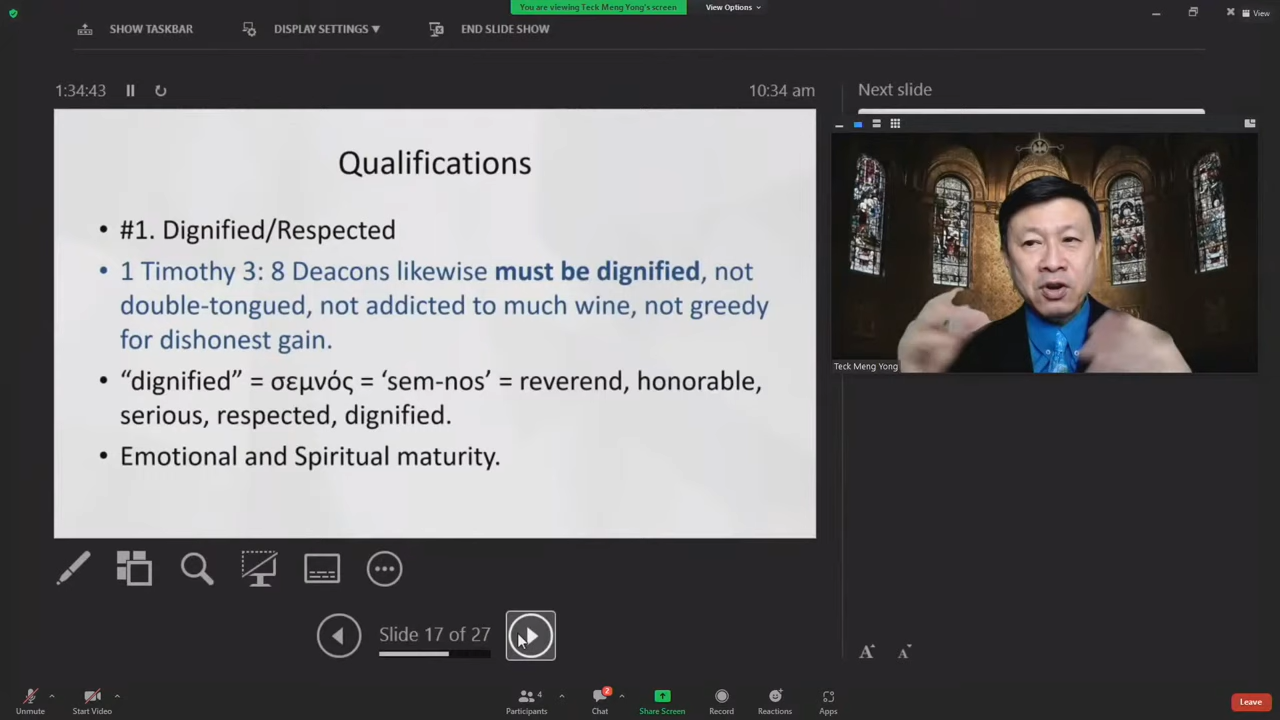 You are viewing Teck Meng Yong's screen
View Options
View
SHOW TASKBAR
DISPLAY SETTINGS ▼
END SLIDE SHOW
1:34:43
10:34 am
Next slide
Qualifications
• #1. Dignified/Respected
• 1 Timothy 3: 8 Deacons likewise must be dignified, not
double-tongued, not addicted to much wine, not greedy
for dishonest gain.
• “dignified” = σεμνός = ‘sem-nos’ = reverend, honorable,
serious, respected, dignified.
• Emotional and Spiritual maturity.
Teck Meng Yong
Slide 17 of 27
A A
Unmute
Start Video
4
Participants
2
Chat
Share Screen
Record
Reactions
Apps
Leave